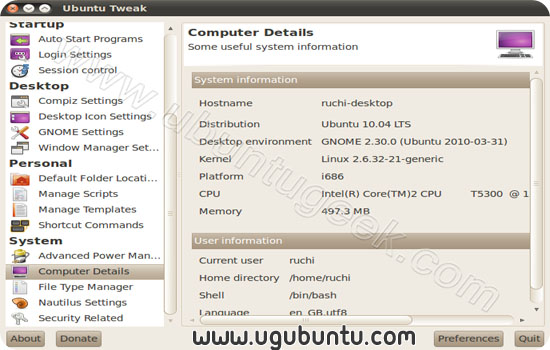 Ubuntu Tweak
Startup
Auto Start Programs
Login Settings
Session control
Desktop
Compiz Settings
Desktop Icon Settings
GNOME Settings
Window Manager Set...
Personal
Default Folder Locati...
Manage Scripts
Manage Templates
Shortcut Commands
System
Advanced Power Man...
Computer Details
File Type Manager
Nautilus Settings
Security Related
Computer Details
Some useful system information
System information
Hostname ruchi-desktop
Distribution Ubuntu 10.04 LTS
Desktop environment GNOME 2.30.0 (Ubuntu 2010-03-31)
Kernel Linux 2.6.32-21-generic
Platform i686
CPU Intel(R) Core(TM)2 CPU T5300 @ 1
Memory 497.3 MB
User information
Current user ruchi
Home directory /home/ruchi
Shell /bin/bash
Language en_GB.utf8
www.ubuntugeek.com
About
Donate
www.ugubuntu.com
Preferences
Quit